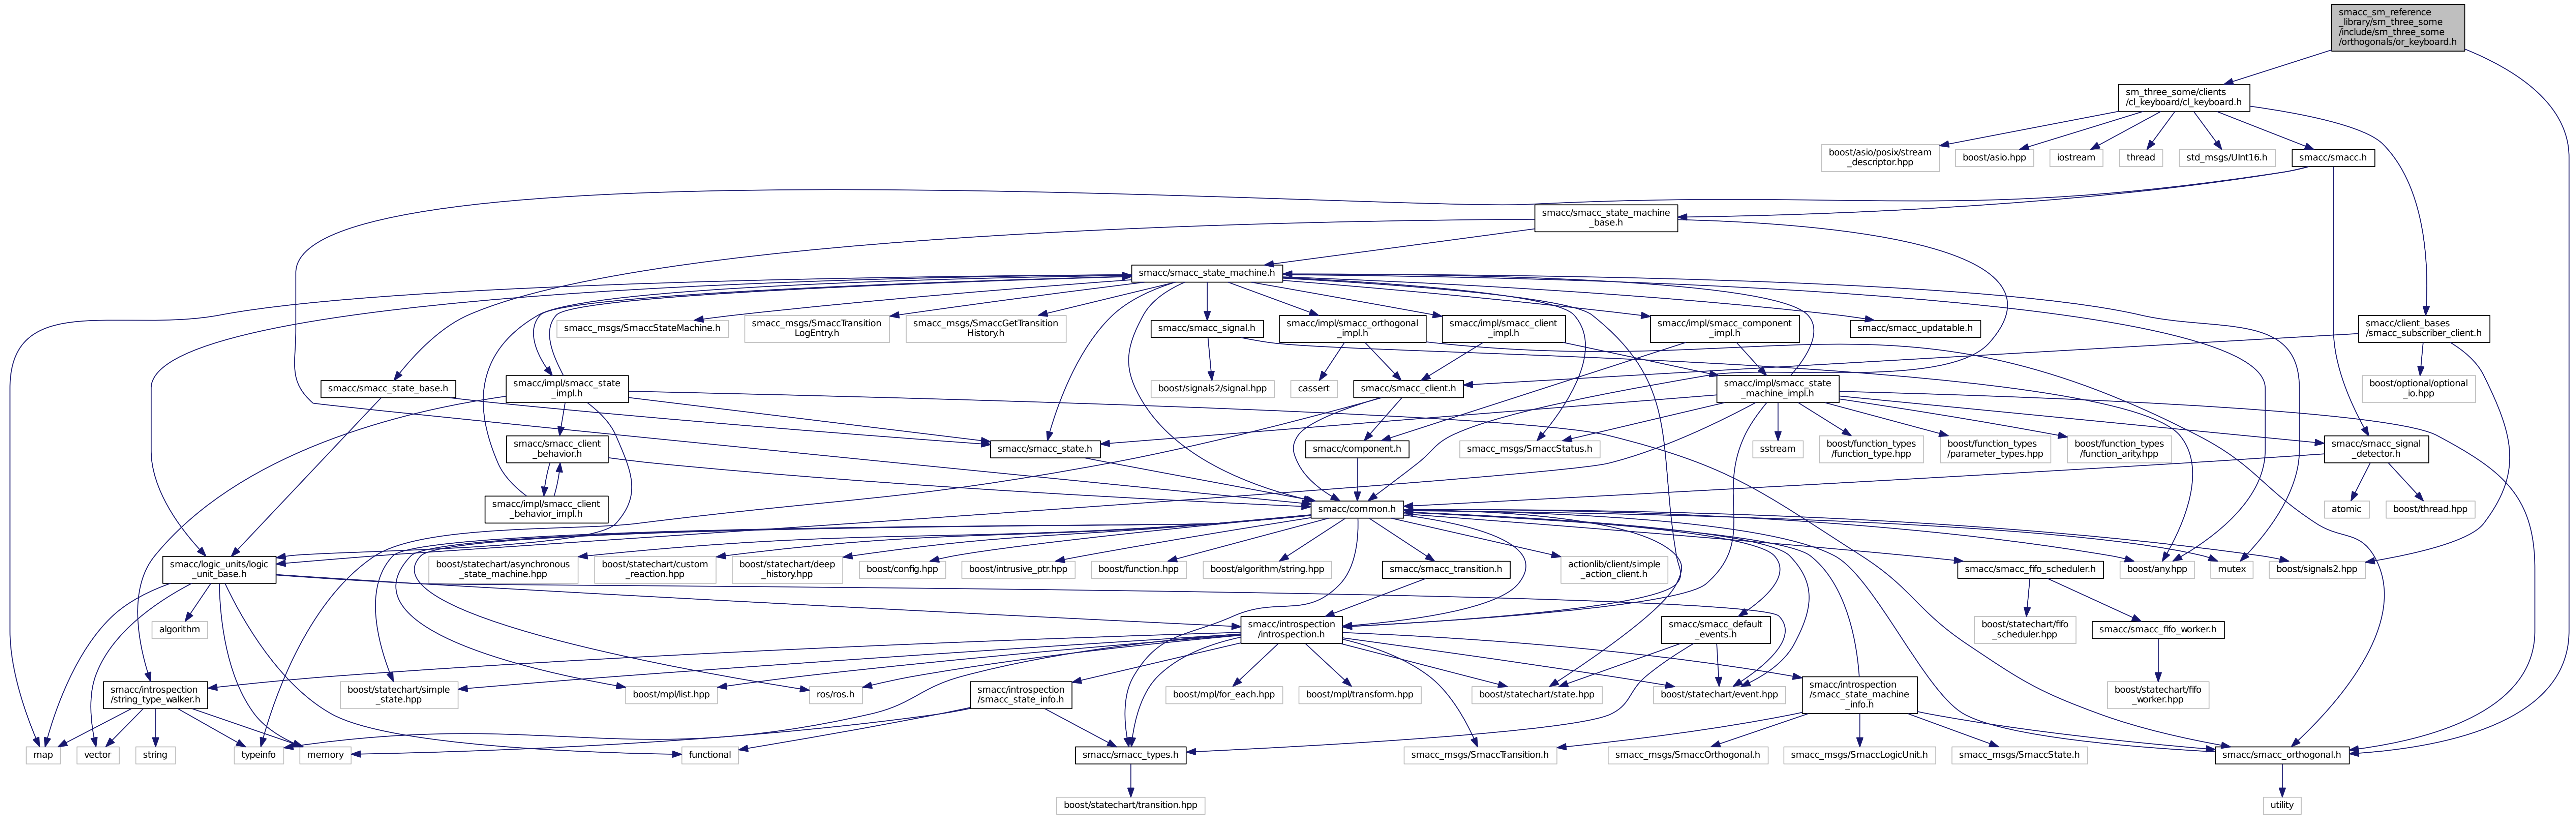 smacc_sm_reference
_library/sm_three_some
/include/sm_three_some
/orthogonals/or_keyboard.h
sm_three_some/clients
/cl_keyboard/cl_keyboard.h
boost/asio/posix/stream
_descriptor.hpp
boost/asio.hpp
iostream
thread
std_msgs/UInt16.h
smacc/smacc.h
smacc/smacc_state_machine
_base.h
smacc/smacc_state_machine.h
smacc_msgs/SmaccStateMachine.h
smacc_msgs/SmaccTransition
LogEntry.h
smacc_msgs/SmaccGetTransition
History.h
smacc/smacc_signal.h
smacc/impl/smacc_orthogonal
_impl.h
smacc/impl/smacc_client
_impl.h
smacc/impl/smacc_component
_impl.h
smacc/smacc_updatable.h
smacc/client_bases
/smacc_subscriber_client.h
smacc/smacc_state_base.h
smacc/impl/smacc_state
_impl.h
boost/signals2/signal.hpp
cassert
smacc/smacc_client.h
smacc/impl/smacc_state
_machine_impl.h
boost/optional/optional
_io.hpp
smacc/smacc_client
_behavior.h
smacc/smacc_state.h
smacc/component.h
smacc_msgs/SmaccStatus.h
sstream
boost/function_types
/function_type.hpp
boost/function_types
/parameter_types.hpp
boost/function_types
/function_arity.hpp
smacc/smacc_signal
_detector.h
smacc/impl/smacc_client
_behavior_impl.h
smacc/common.h
atomic
boost/thread.hpp
smacc/logic_units/logic
_unit_base.h
boost/statechart/asynchronous
_state_machine.hpp
boost/statechart/custom
_reaction.hpp
boost/statechart/deep
_history.hpp
boost/config.hpp
boost/intrusive_ptr.hpp
boost/function.hpp
boost/algorithm/string.hpp
smacc/smacc_transition.h
actionlib/client/simple
_action_client.h
smacc/smacc_fifo_scheduler.h
boost/any.hpp
mutex
boost/signals2.hpp
algorithm
smacc/introspection
/introspection.h
smacc/smacc_default
_events.h
boost/statechart/fifo
_scheduler.hpp
smacc/smacc_fifo_worker.h
smacc/introspection
/string_type_walker.h
boost/statechart/simple
_state.hpp
boost/mpl/list.hpp
ros/ros.h
smacc/introspection
/smacc_state_info.h
boost/mpl/for_each.hpp
boost/mpl/transform.hpp
boost/statechart/state.hpp
boost/statechart/event.hpp
smacc/introspection
/smacc_state_machine
_info.h
boost/statechart/fifo
_worker.hpp
map
vector
string
typeinfo
memory
functional
smacc/smacc_types.h
smacc_msgs/SmaccTransition.h
smacc_msgs/SmaccOrthogonal.h
smacc_msgs/SmaccLogicUnit.h
smacc_msgs/SmaccState.h
smacc/smacc_orthogonal.h
boost/statechart/transition.hpp
utility